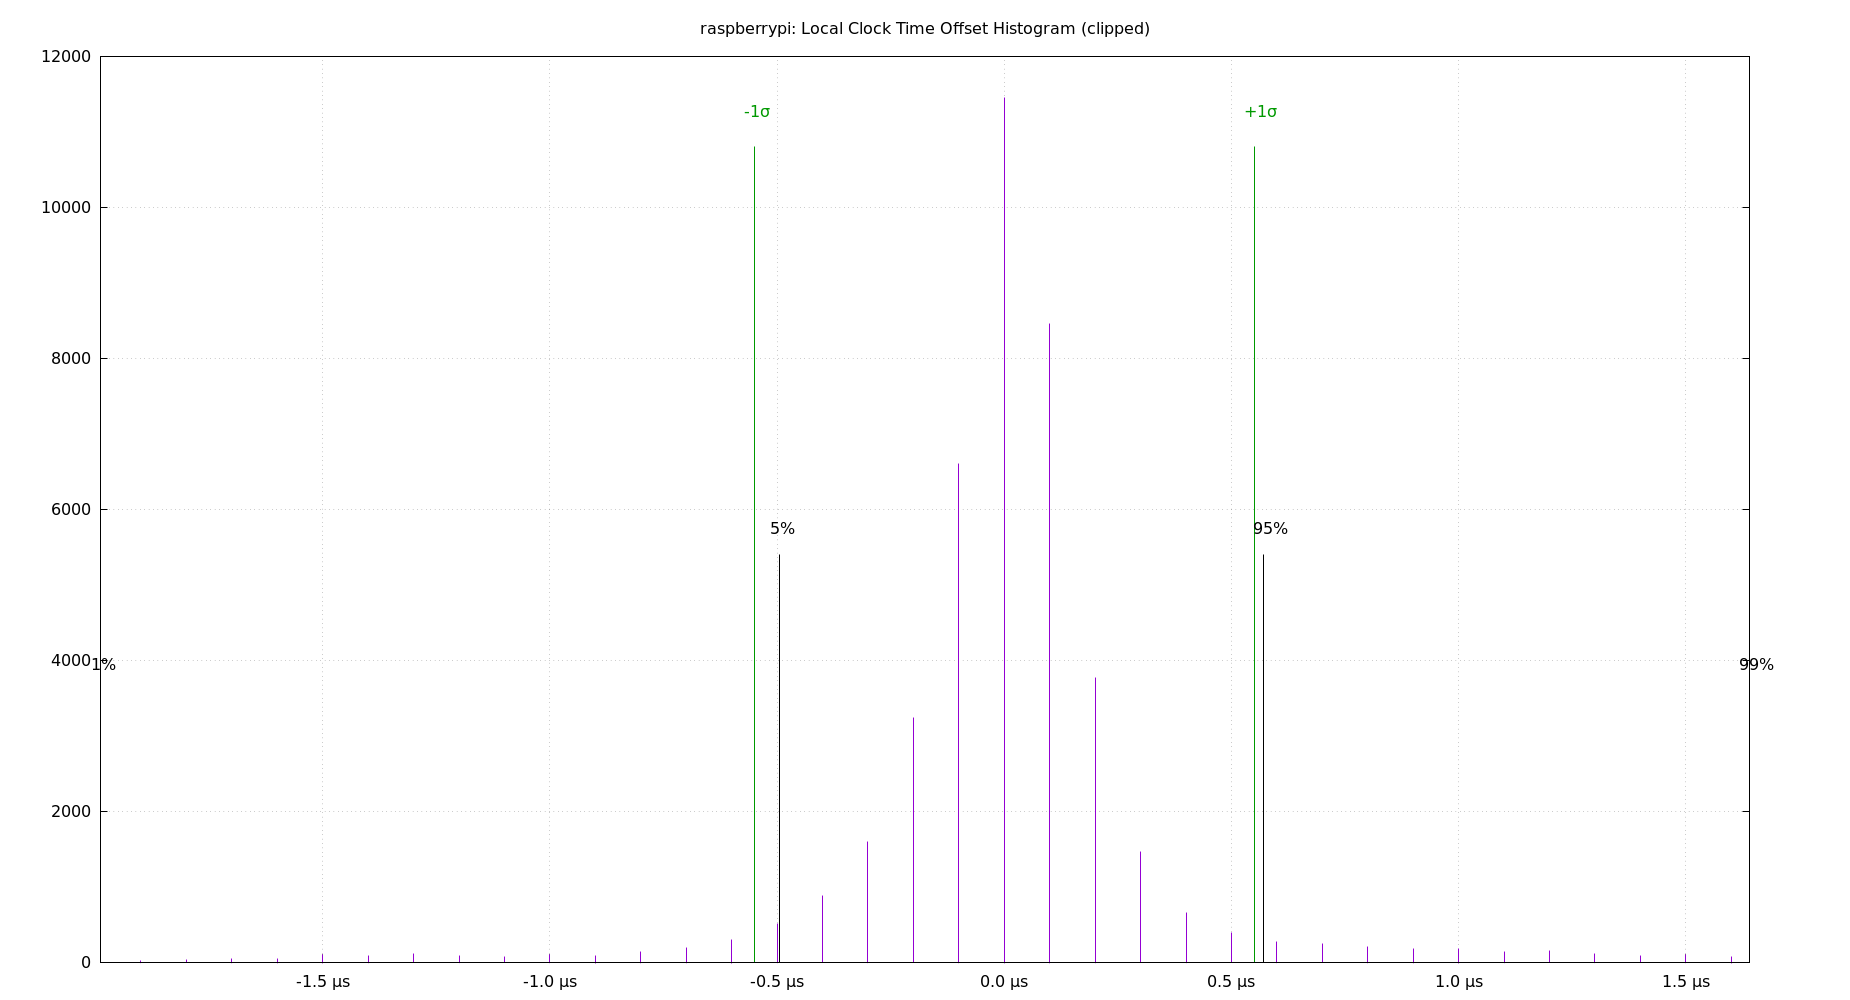 raspberrypi: Local Clock Time Offset Histogram (clipped)
12000
-1σ
+1σ
10000
8000
6000
5%
95%
4000
1%
99%
2000
0
-1.5 μs
-1.0 μs
-0.5 μs
0.0 μs
0.5 μs
1.0 μs
1.5 μs